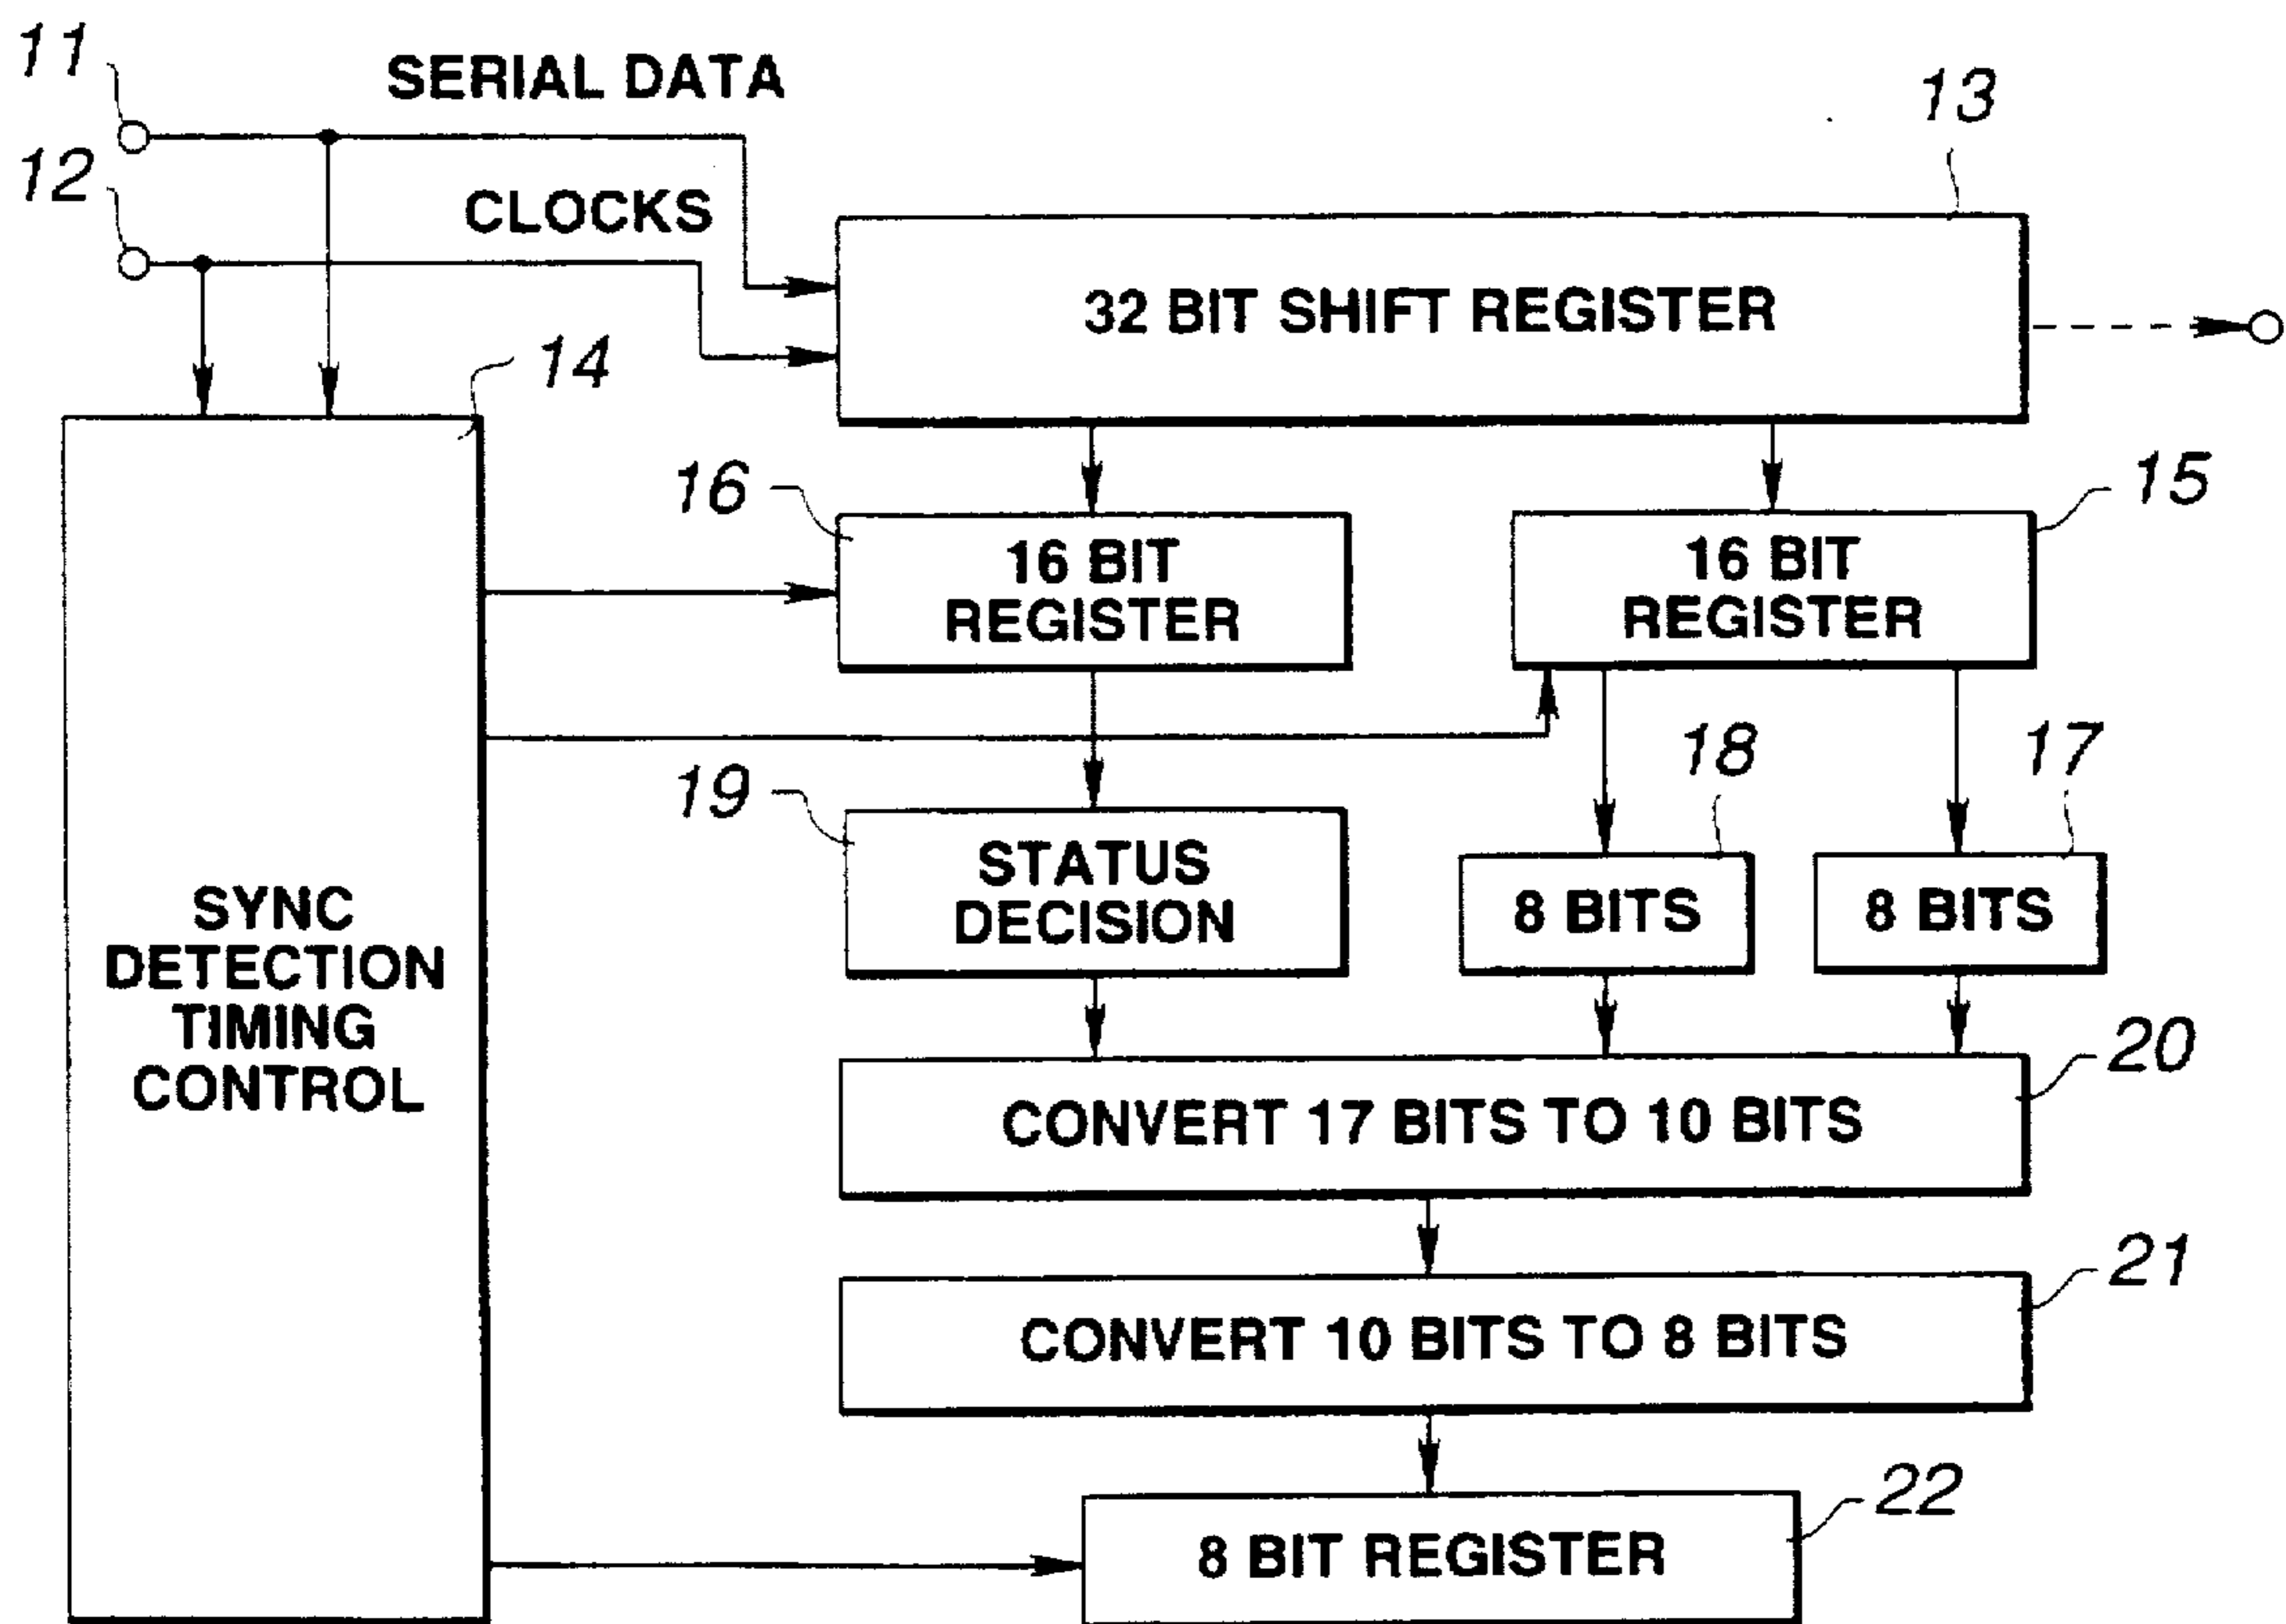 11
SERIAL DATA
13
12
CLOCKS
32 BIT SHIFT REGISTER
14
16
15
16 BIT
REGISTER
16 BIT
REGISTER
18
17
19
STATUS
DECISION
8 BITS
8 BITS
SYNC
DETECTION
TIMING
CONTROL
20
CONVERT 17 BITS TO 10 BITS
21
CONVERT 10 BITS TO 8 BITS
22
8 BIT REGISTER